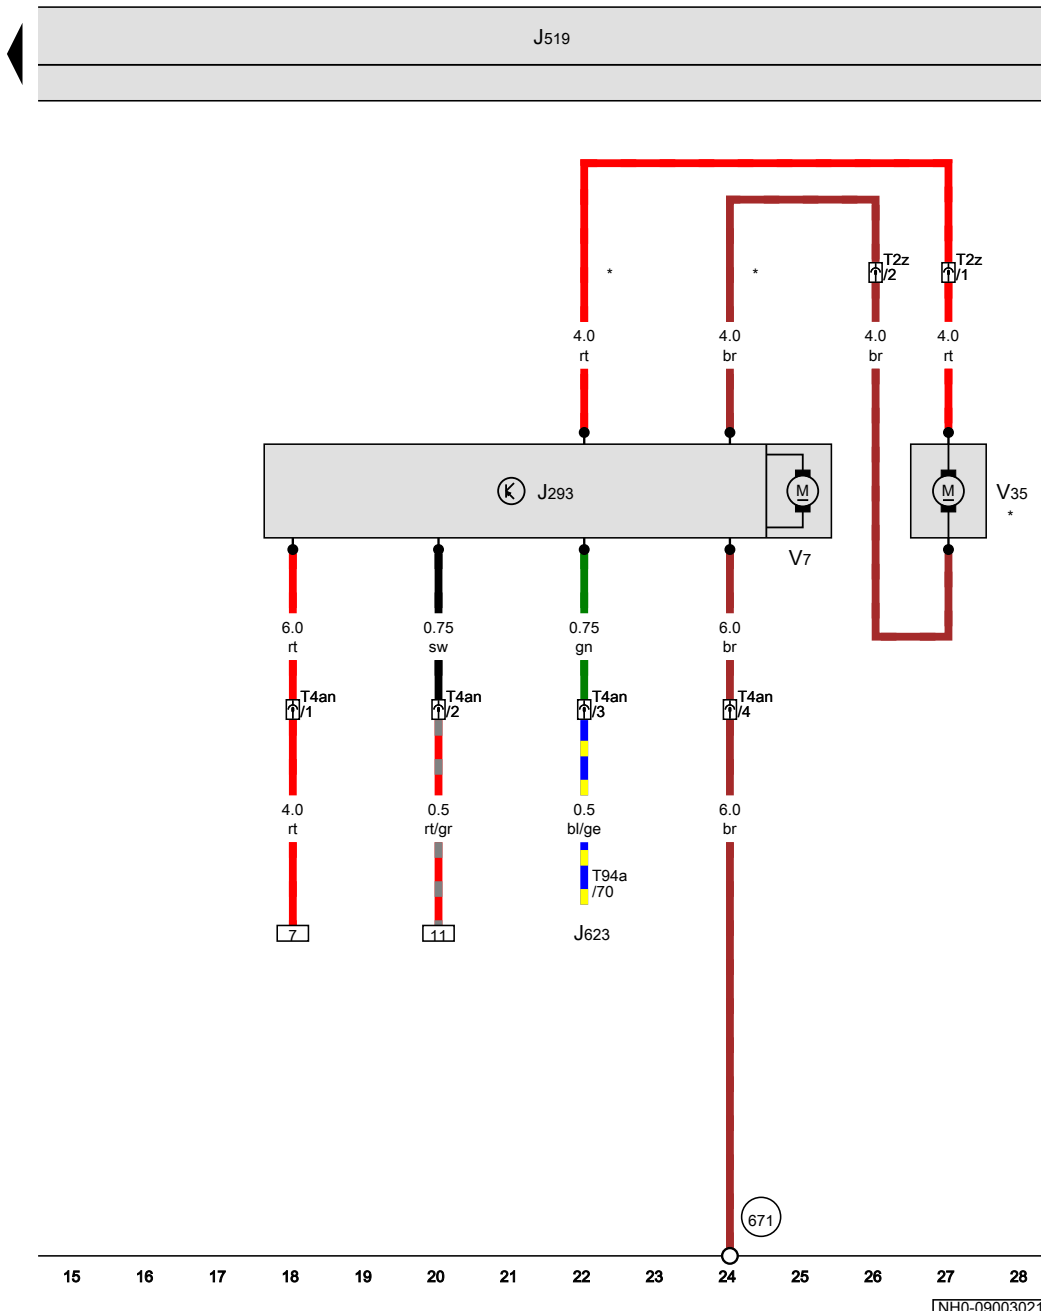 J519
* *
T2z
/2
T2z
/1
4.0
rt
4.0
br
4.0
br
4.0
rt
J293
M
V7
M
V35
*
6.0
rt
0.75
sw
0.75
gn
6.0
br
T4an
/1
T4an
/2
T4an
/3
T4an
/4
4.0
rt
0.5
rt/gr
0.5
bl/ge
6.0
br
T94a
/70
7
11
J623
671
15 16 17 18 19 20 21 22 23 24 25 26 27 28
NH0-09003021